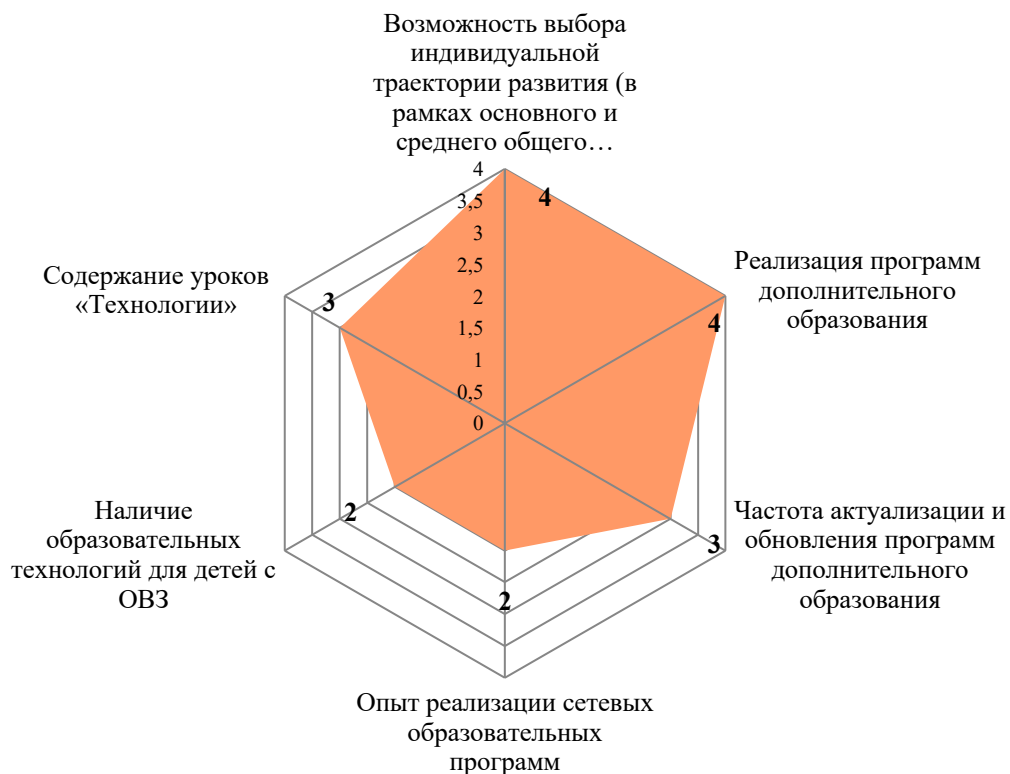 Возможность выбора
индивидуальной
траектории развития (в
рамках основного и
среднего общего…
4
3,5
3
2,5
2
1,5
1
0,5
0
4
Реализация программ
дополнительного
образования
4
Частота актуализации и
обновления программ
дополнительного
образования
3
Опыт реализации сетевых
образовательных
программ
2
Наличие
образовательных
технологий для детей с
ОВЗ
2
Содержание уроков
«Технологии»
3